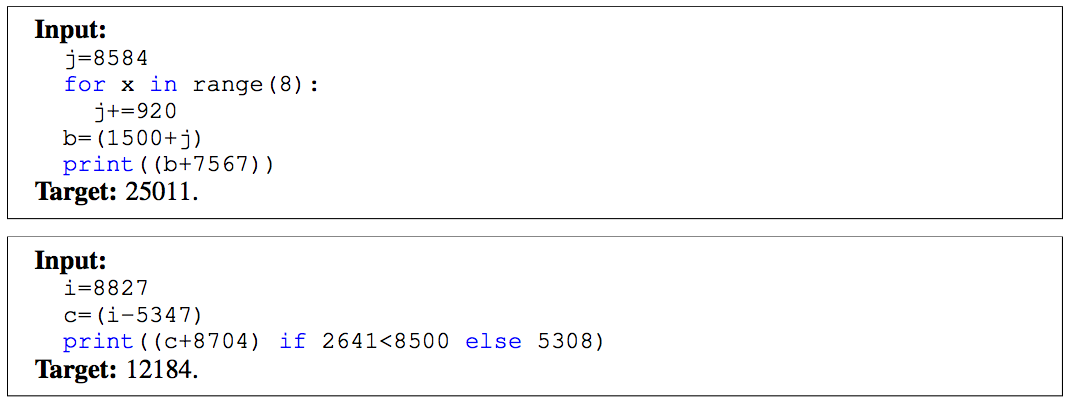 Input:
j=8584
for x in range(8):
j+=920
b=(1500+j)
print((b+7567))
Target: 25011.
Input:
i=8827
c=(i-5347)
print((c+8704) if 2641<8500 else 5308)
Target: 12184.